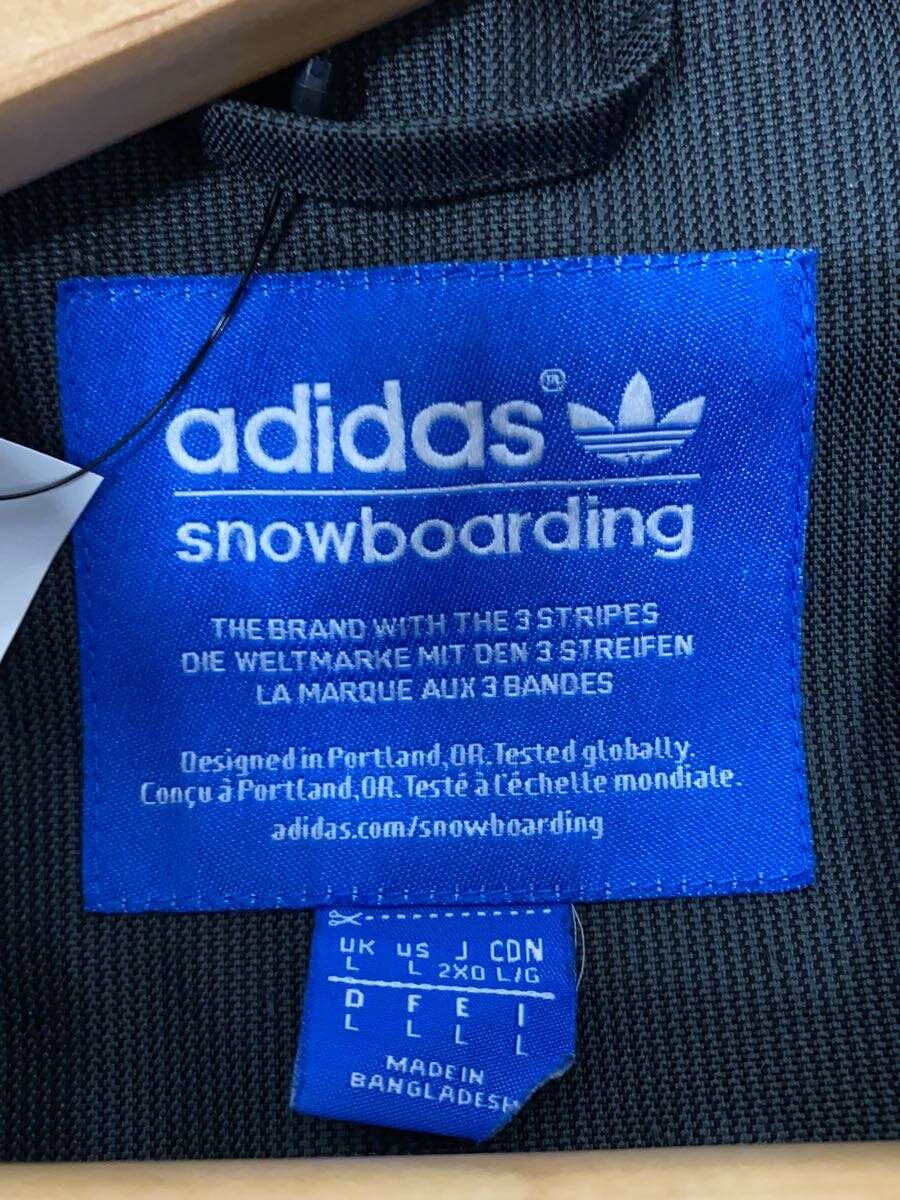 adidas®
snowboarding
THE BRAND WITH THE 3 STRIPES
DIE WELTMARKE MIT DEN 3 STREIFEN
LA MARQUE AUX 3 BANDES
Designed in Portland,OR. Tested globally.
Conçu à Portland,OR. Testé à l'échelle mondiale.
adidas.com/snowboarding
UK US J CDN
L L 2XO L/G
D F E I
L L L L
MADE IN
BANGLADESH